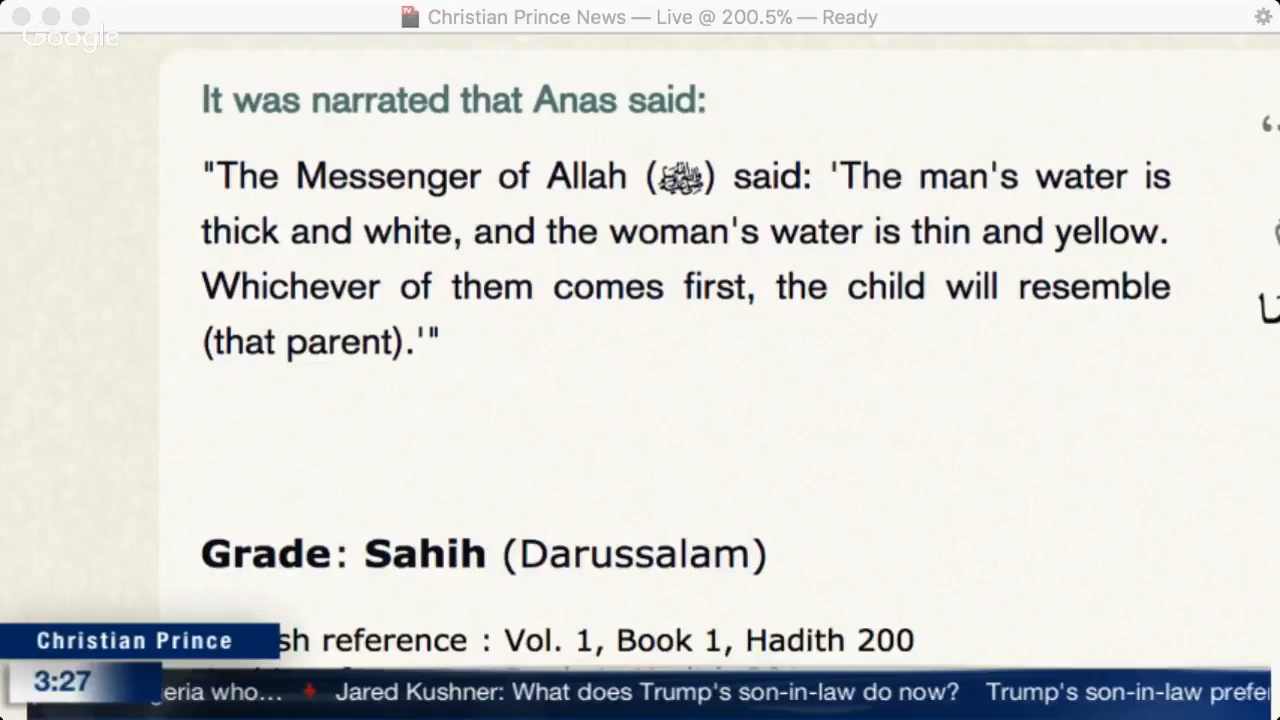 Christian Prince News — Live @ 200.5% — Ready
Google
It was narrated that Anas said:
"The Messenger of Allah (ﷺ) said: 'The man's water is
thick and white, and the woman's water is thin and yellow.
Whichever of them comes first, the child will resemble
(that parent).'"
Grade: Sahih (Darussalam)
sh reference : Vol. 1, Book 1, Hadith 200
Christian Prince
3:27
geria who... Jared Kushner: What does Trump's son-in-law do now? Trump's son-in-law prefe